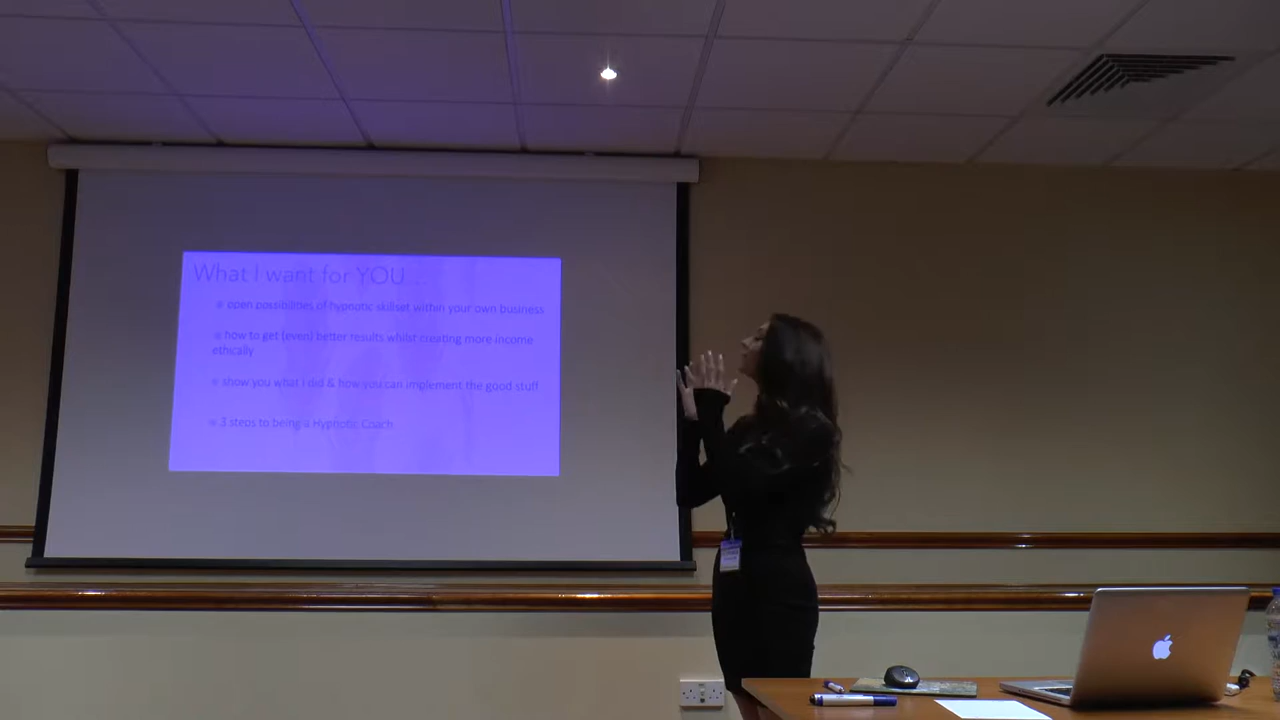 What I want for YOU ...
open possibilities of hypnotic skillset within your own business
how to get (even) better results whilst creating more income
ethically
show you what i did & how you can implement the good stuff
3 steps to being a Hypnotic Coach